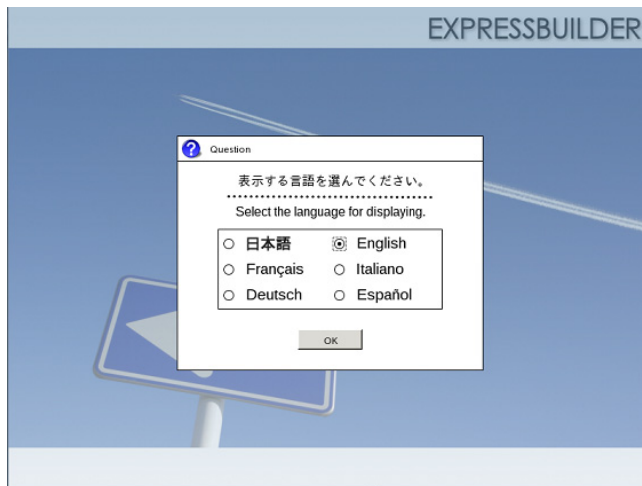 EXPRESSBUILDER
Question
表示する言語を選んでください。
Select the language for displaying.
日本語 English
Français Italiano
Deutsch Español
OK